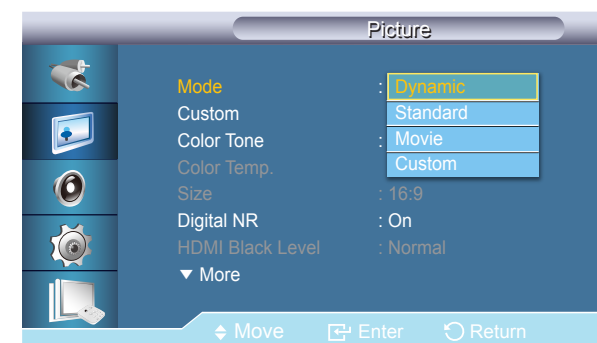 Picture
Mode : Dynamic
Custom Standard
Color Tone : Movie
Color Temp. Custom
Size : 16:9
Digital NR : On
HDMI Black Level : Normal
▼ More
Move Enter Return